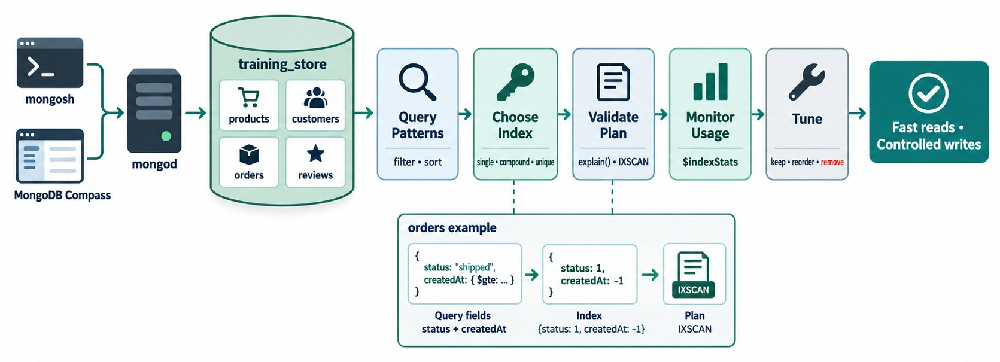 mongosh
MongoDB Compass
mongod
training_store
products
customers
orders
reviews
Query
Patterns
filter • sort
Choose
Index
single • compound • unique
Validate
Plan
explain() • IXSCAN
Monitor
Usage
$indexStats
Tune
keep • reorder • remove
Fast reads •
Controlled writes
orders example
{
status: "shipped",
createdAt: { $gte: ... }
}
Query fields
status + createdAt
{
status: 1,
createdAt: -1
}
Index
{status: 1, createdAt: -1}
IXSCAN
Plan
IXSCAN